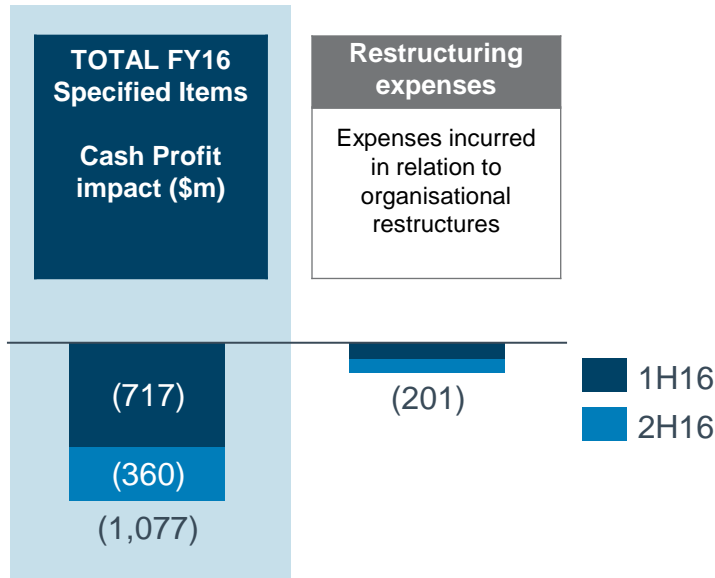 TOTAL FY16
Specified Items
Cash Profit
impact ($m)
Restructuring
expenses
Expenses incurred
in relation to
organisational
restructures
(717)
(360)
(1,077)
(201)
1H16
2H16